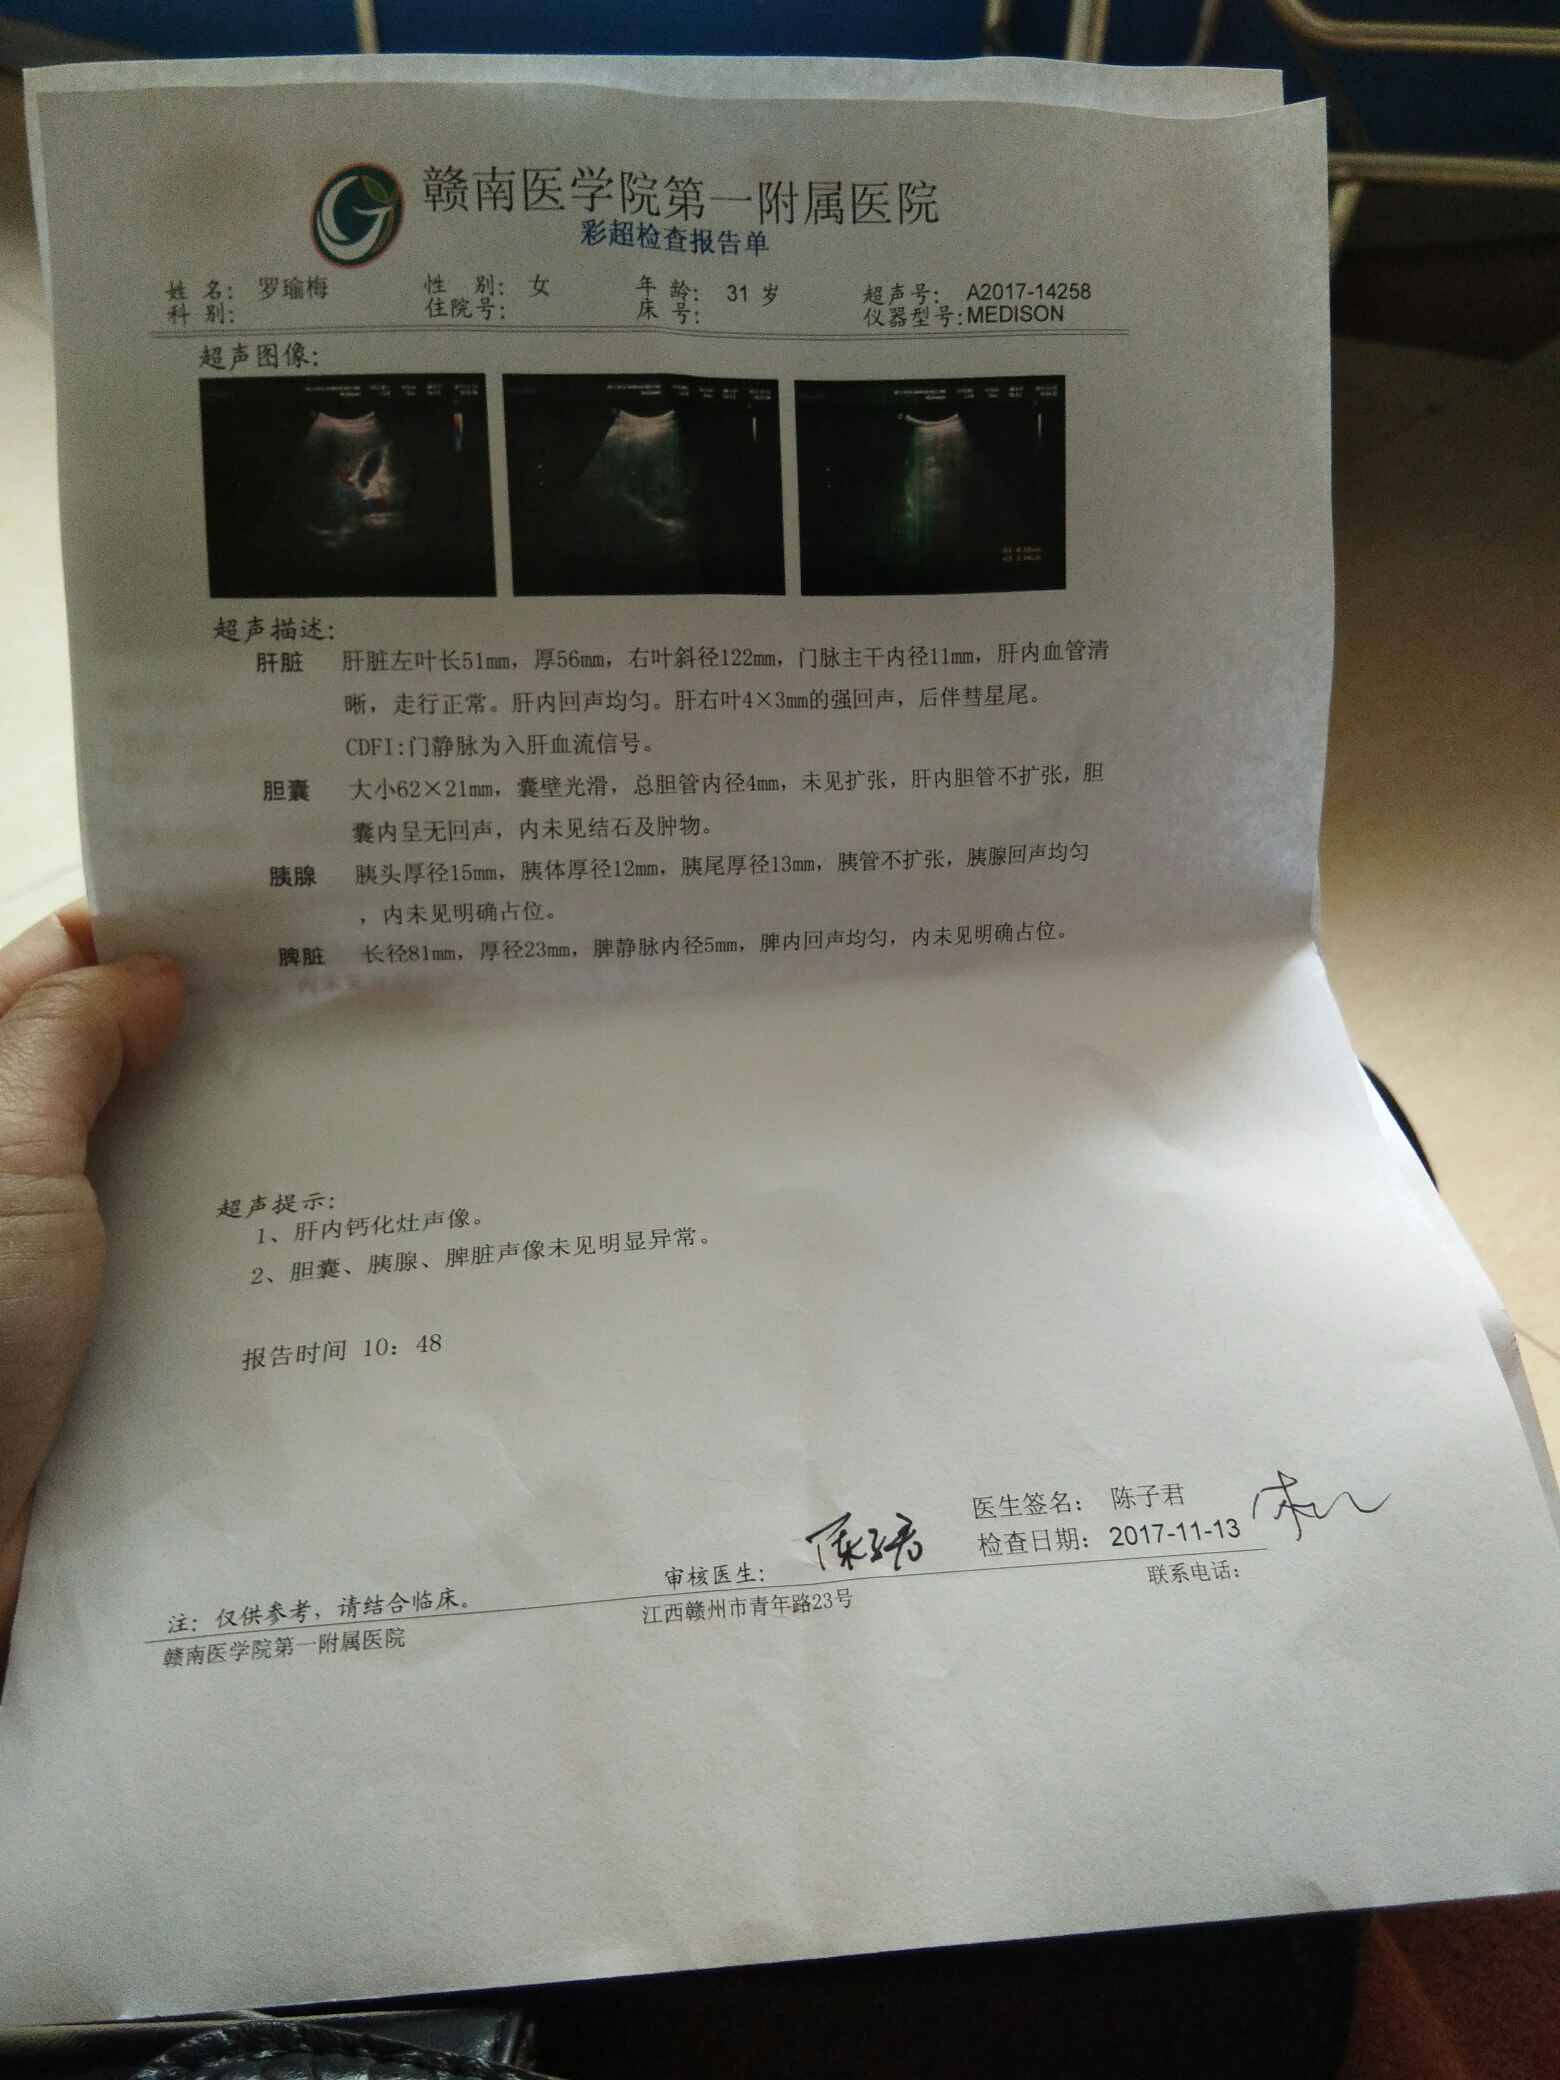 赣南医学院第一附属医院
彩超检查报告单
姓 名: 罗瑜梅 性 别: 女 年 龄: 31 岁 超声号: A2017-14258
科 别: 住院号: 床 号: 仪器型号:MEDISON
超声图像:
超声描述:
肝脏 肝脏左叶长51mm，厚56mm，右叶斜径122mm，门脉主干内径11mm，肝内血管清
晰，走行正常。肝内回声均匀。肝右叶4×3mm的强回声，后伴彗星尾。
CDFI:门静脉为入肝血流信号。
胆囊 大小62×21mm，囊壁光滑，总胆管内径4mm，未见扩张，肝内胆管不扩张，胆
囊内呈无回声，内未见结石及肿物。
胰腺 胰头厚径15mm，胰体厚径12mm，胰尾厚径13mm，胰管不扩张，胰腺回声均匀
，内未见明确占位。
脾脏 长径81mm，厚径23mm，脾静脉内径5mm，脾内回声均匀，内未见明确占位。
超声提示:
1、肝内钙化灶声像。
2、胆囊、胰腺、脾脏声像未见明显异常。
报告时间 10：48
医生签名: 陈子君
审核医生: 陈子君 检查日期: 2017-11-13
注: 仅供参考，请结合临床。
赣南医学院第一附属医院 江西赣州市青年路23号 联系电话: